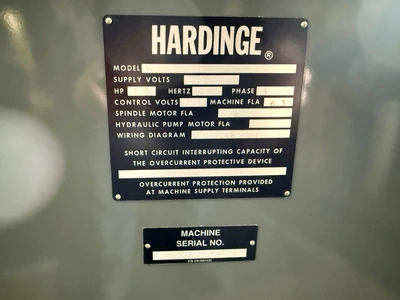 HARDINGE®
MODEL
SUPPLY VOLTS
HP HERTZ PHASE
CONTROL VOLTS MACHINE FLA 6.3
SPINDLE MOTOR FLA
HYDRAULIC PUMP MOTOR FLA
WIRING DIAGRAM
SHORT CIRCUIT INTERRUPTING CAPACITY OF
THE OVERCURRENT PROTECTIVE DEVICE
OVERCURRENT PROTECTION PROVIDED
AT MACHINE SUPPLY TERMINALS
MACHINE
SERIAL NO.